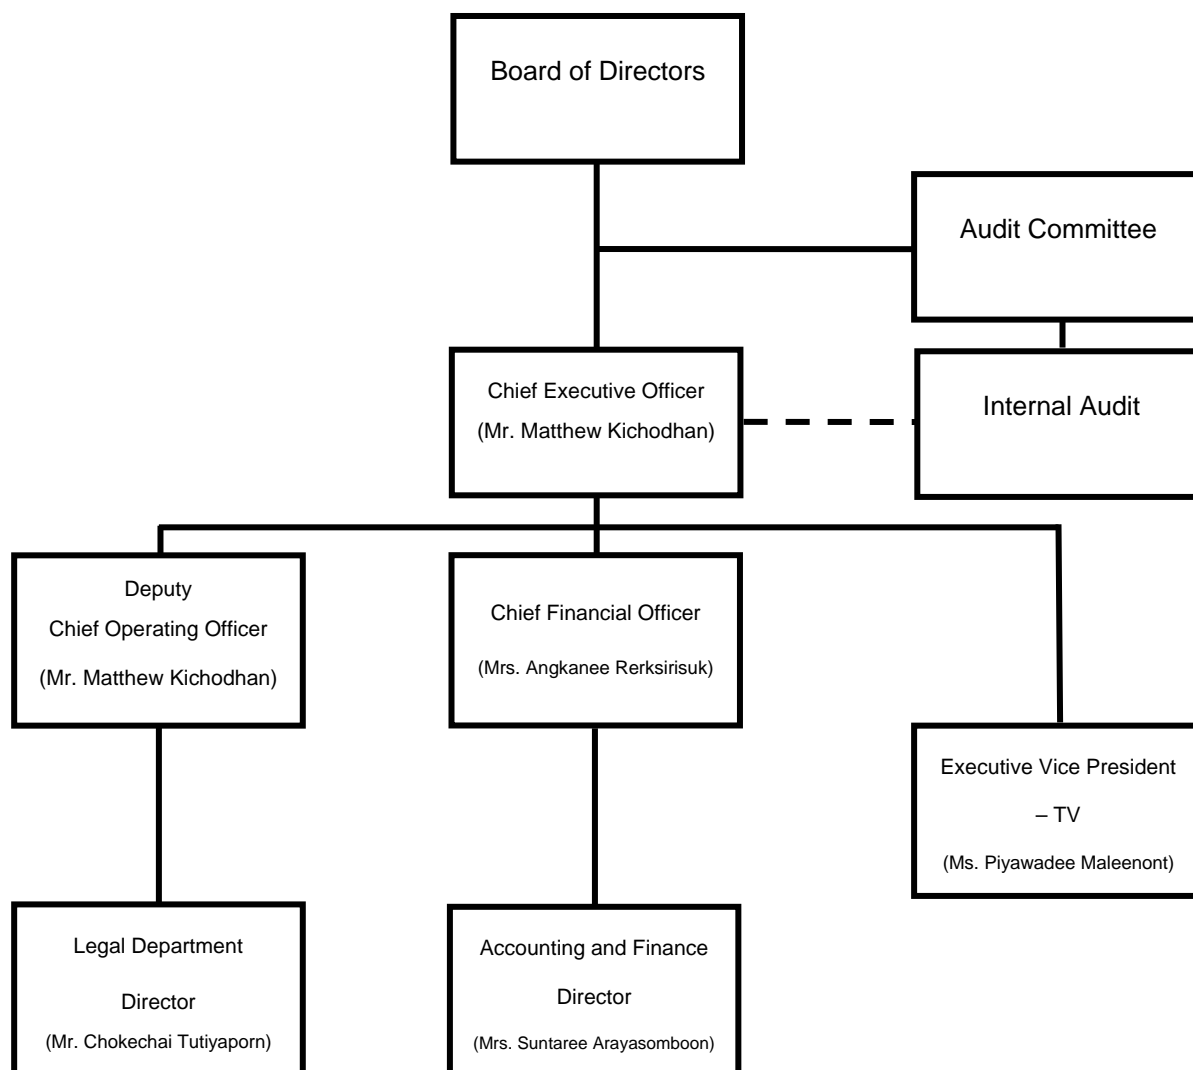 Board of Directors
Audit Committee
Chief Executive Officer
(Mr. Matthew Kichodhan)
Internal Audit
Deputy
Chief Operating Officer
(Mr. Matthew Kichodhan)
Chief Financial Officer
(Mrs. Angkanee Rerksirisuk)
Executive Vice President
– TV
(Ms. Piyawadee Maleenont)
Legal Department
Director
(Mr. Chokechai Tutiyaporn)
Accounting and Finance
Director
(Mrs. Suntaree Arayasomboon)